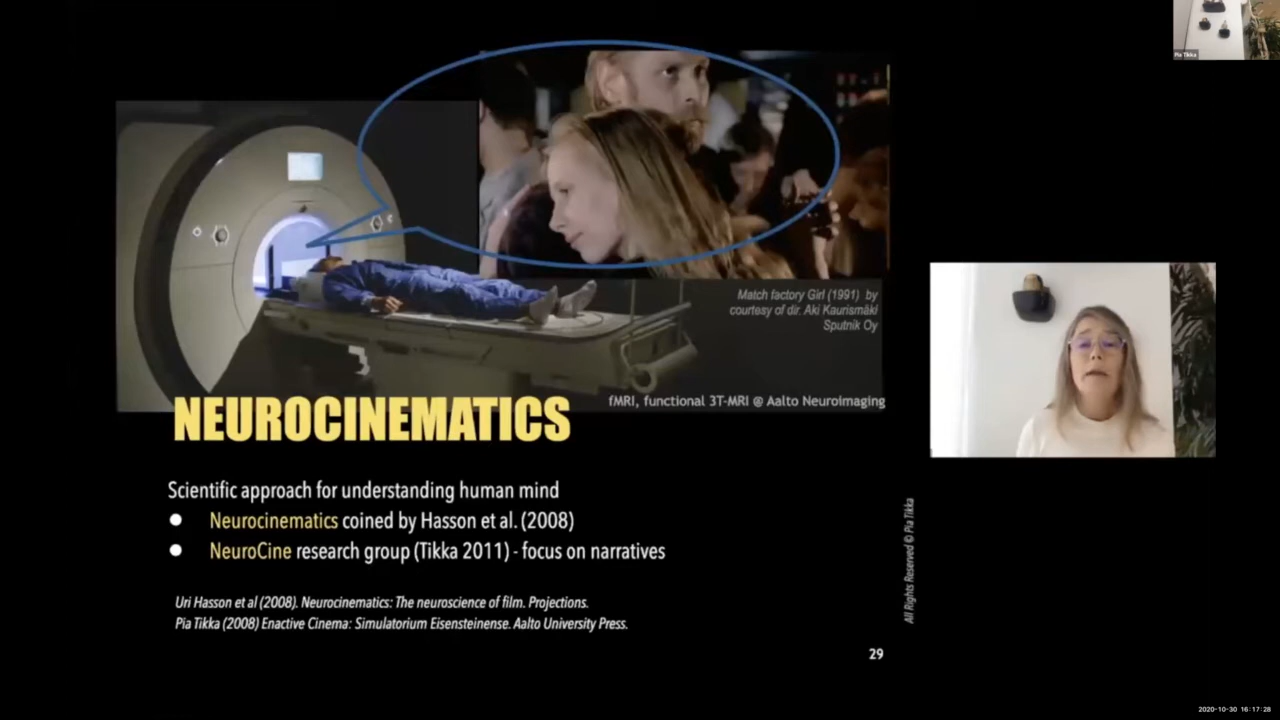 Pia Tikka
Match factory Girl (1991) by
courtesy of dir. Aki Kaurismäki
Sputnik Oy
fMRI, functional 3T-MRI @ Aalto Neuroimaging
NEUROCINEMATICS
Scientific approach for understanding human mind
● Neurocinematics coined by Hasson et al. (2008)
● NeuroCine research group (Tikka 2011) - focus on narratives
Uri Hasson et al (2008). Neurocinematics: The neuroscience of film. Projections.
Pia Tikka (2008) Enactive Cinema: Simulatorium Eisensteinense. Aalto University Press.
All Rights Reserved © Pia Tikka
29
2020-10-30 16:17:28